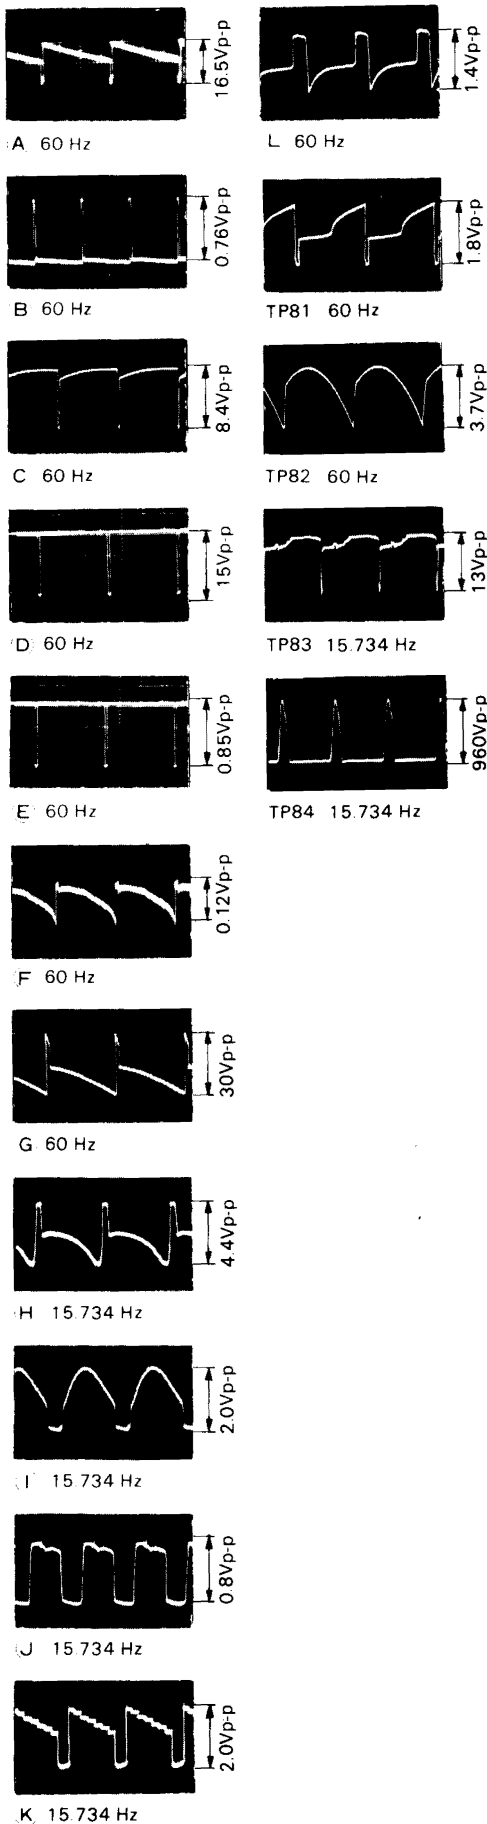 16.5Vp-p
A 60 Hz
0.76Vp-p
B 60 Hz
8.4Vp-p
C 60 Hz
15Vp-p
D 60 Hz
0.85Vp-p
E 60 Hz
0.12Vp-p
F 60 Hz
30Vp-p
G 60 Hz
4.4Vp-p
H 15.734 Hz
2.0Vp-p
I 15.734 Hz
0.8Vp-p
J 15.734 Hz
2.0Vp-p
K 15.734 Hz
1.4Vp-p
L 60 Hz
1.8Vp-p
TP81 60 Hz
3.7Vp-p
TP82 60 Hz
13Vp-p
TP83 15.734 Hz
960Vp-p
TP84 15.734 Hz